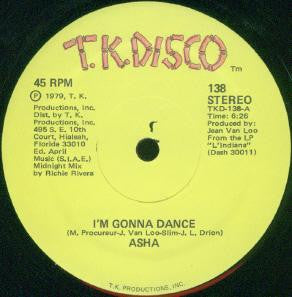 T.K. DISCO
TM
45 RPM
℗ 1979, T. K.
Productions, Inc.
Dist. by T. K.
Productions, Inc.
495 S. E. 10th
Court, Hialeah,
Florida 33010
Ed. April
Music (S.I.A.E.)
Midnight Mix
by Richie Rivera
138
STEREO
TKD-138-A
Time: 6:26
Produced by:
Jean Van Loo
From the LP
"L'Indiana"
(Dash 30011)
I'M GONNA DANCE
(M. Procureur-J. Van Loo-Slim-J. L. Drion)
ASHA
T.K. PRODUCTIONS, INC.